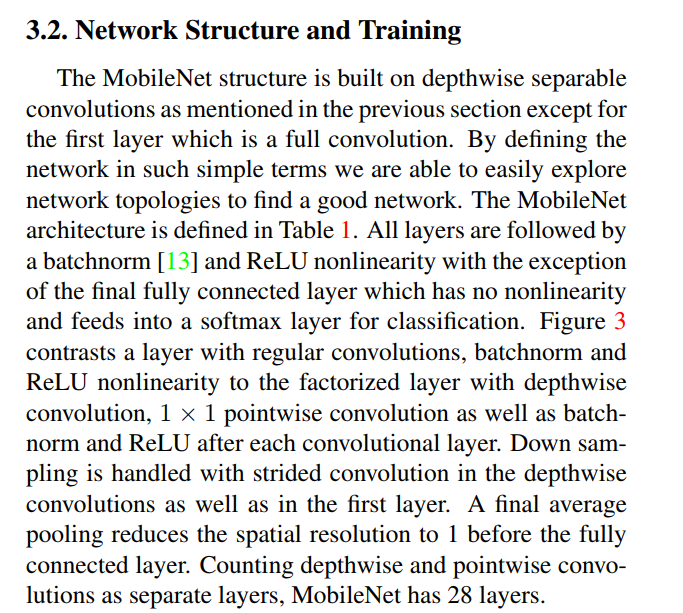 3.2. Network Structure and Training
The MobileNet structure is built on depthwise separable
convolutions as mentioned in the previous section except for
the first layer which is a full convolution. By defining the
network in such simple terms we are able to easily explore
network topologies to find a good network. The MobileNet
architecture is defined in Table 1. All layers are followed by
a batchnorm [13] and ReLU nonlinearity with the exception
of the final fully connected layer which has no nonlinearity
and feeds into a softmax layer for classification. Figure 3
contrasts a layer with regular convolutions, batchnorm and
ReLU nonlinearity to the factorized layer with depthwise
convolution, 1 × 1 pointwise convolution as well as batch-
norm and ReLU after each convolutional layer. Down sam-
pling is handled with strided convolution in the depthwise
convolutions as well as in the first layer. A final average
pooling reduces the spatial resolution to 1 before the fully
connected layer. Counting depthwise and pointwise convo-
lutions as separate layers, MobileNet has 28 layers.